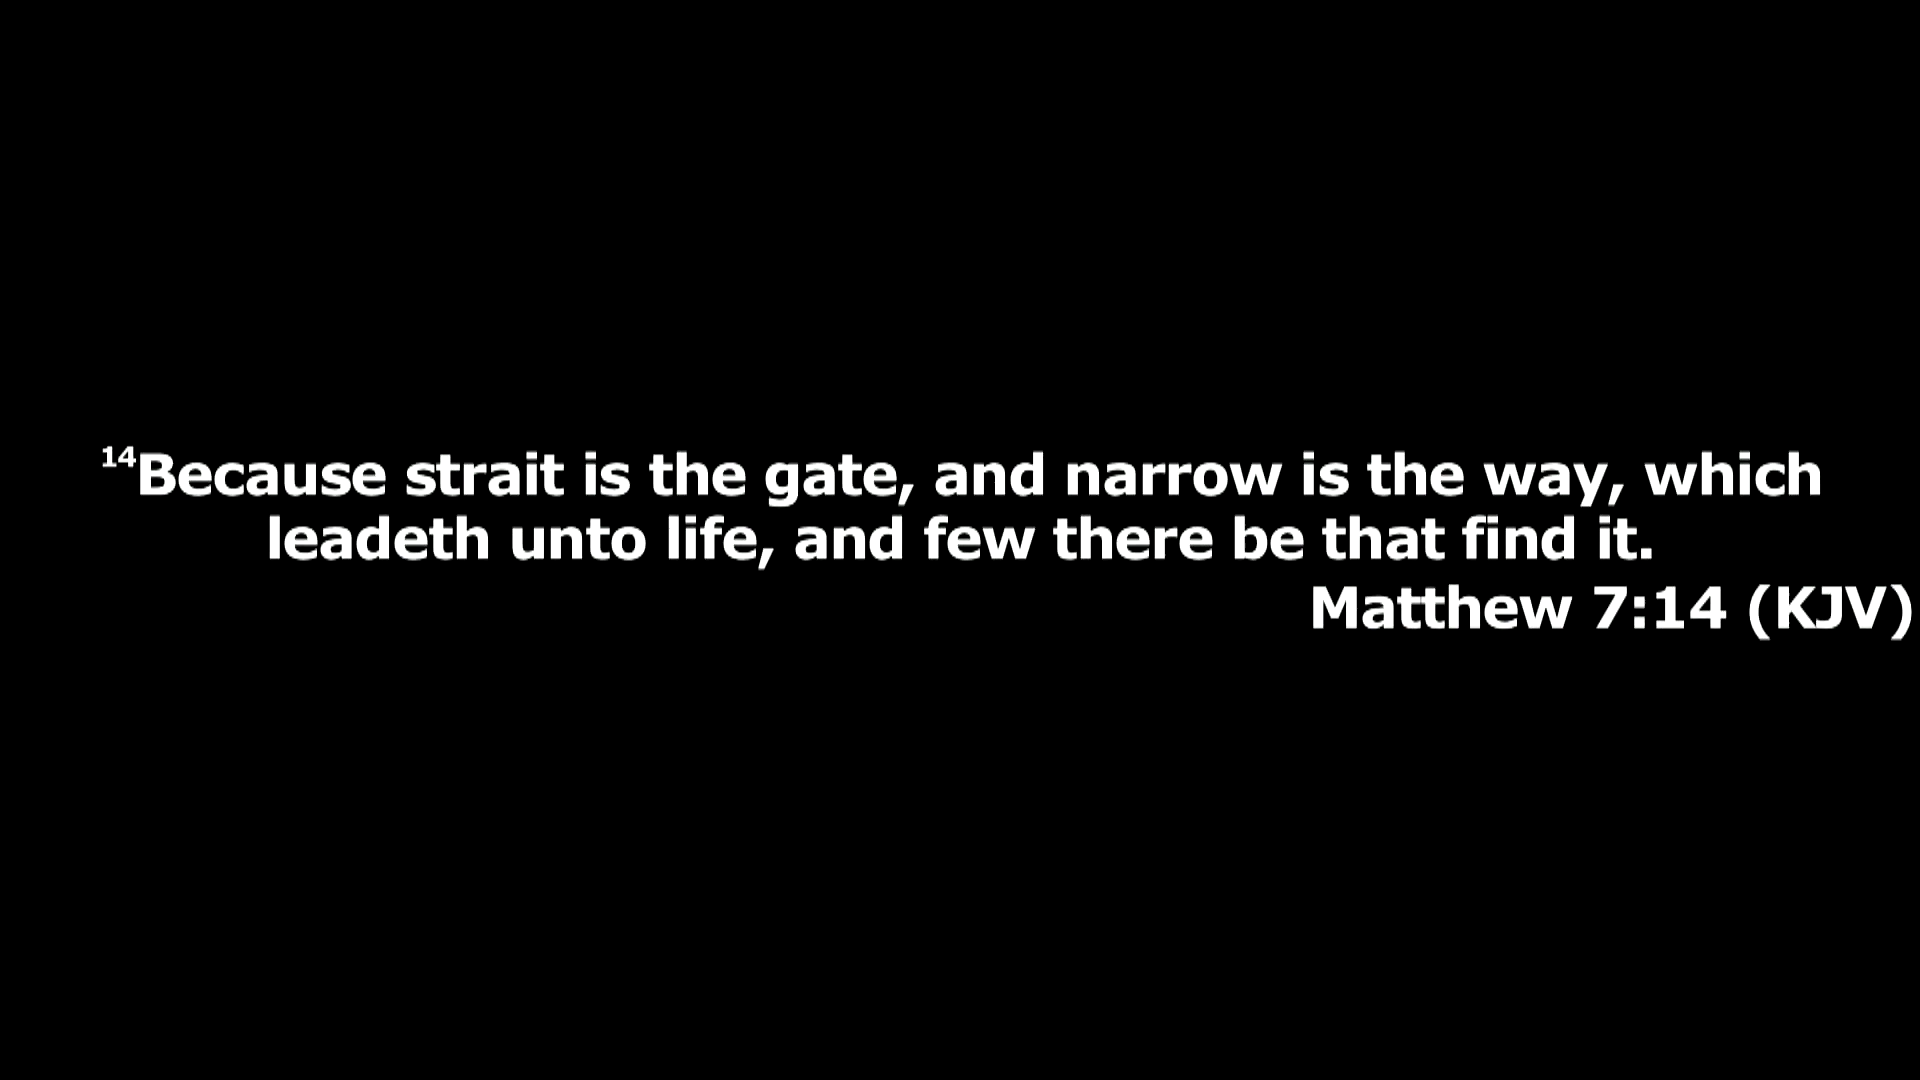 14Because strait is the gate, and narrow is the way, which
leadeth unto life, and few there be that find it.
Matthew 7:14 (KJV)